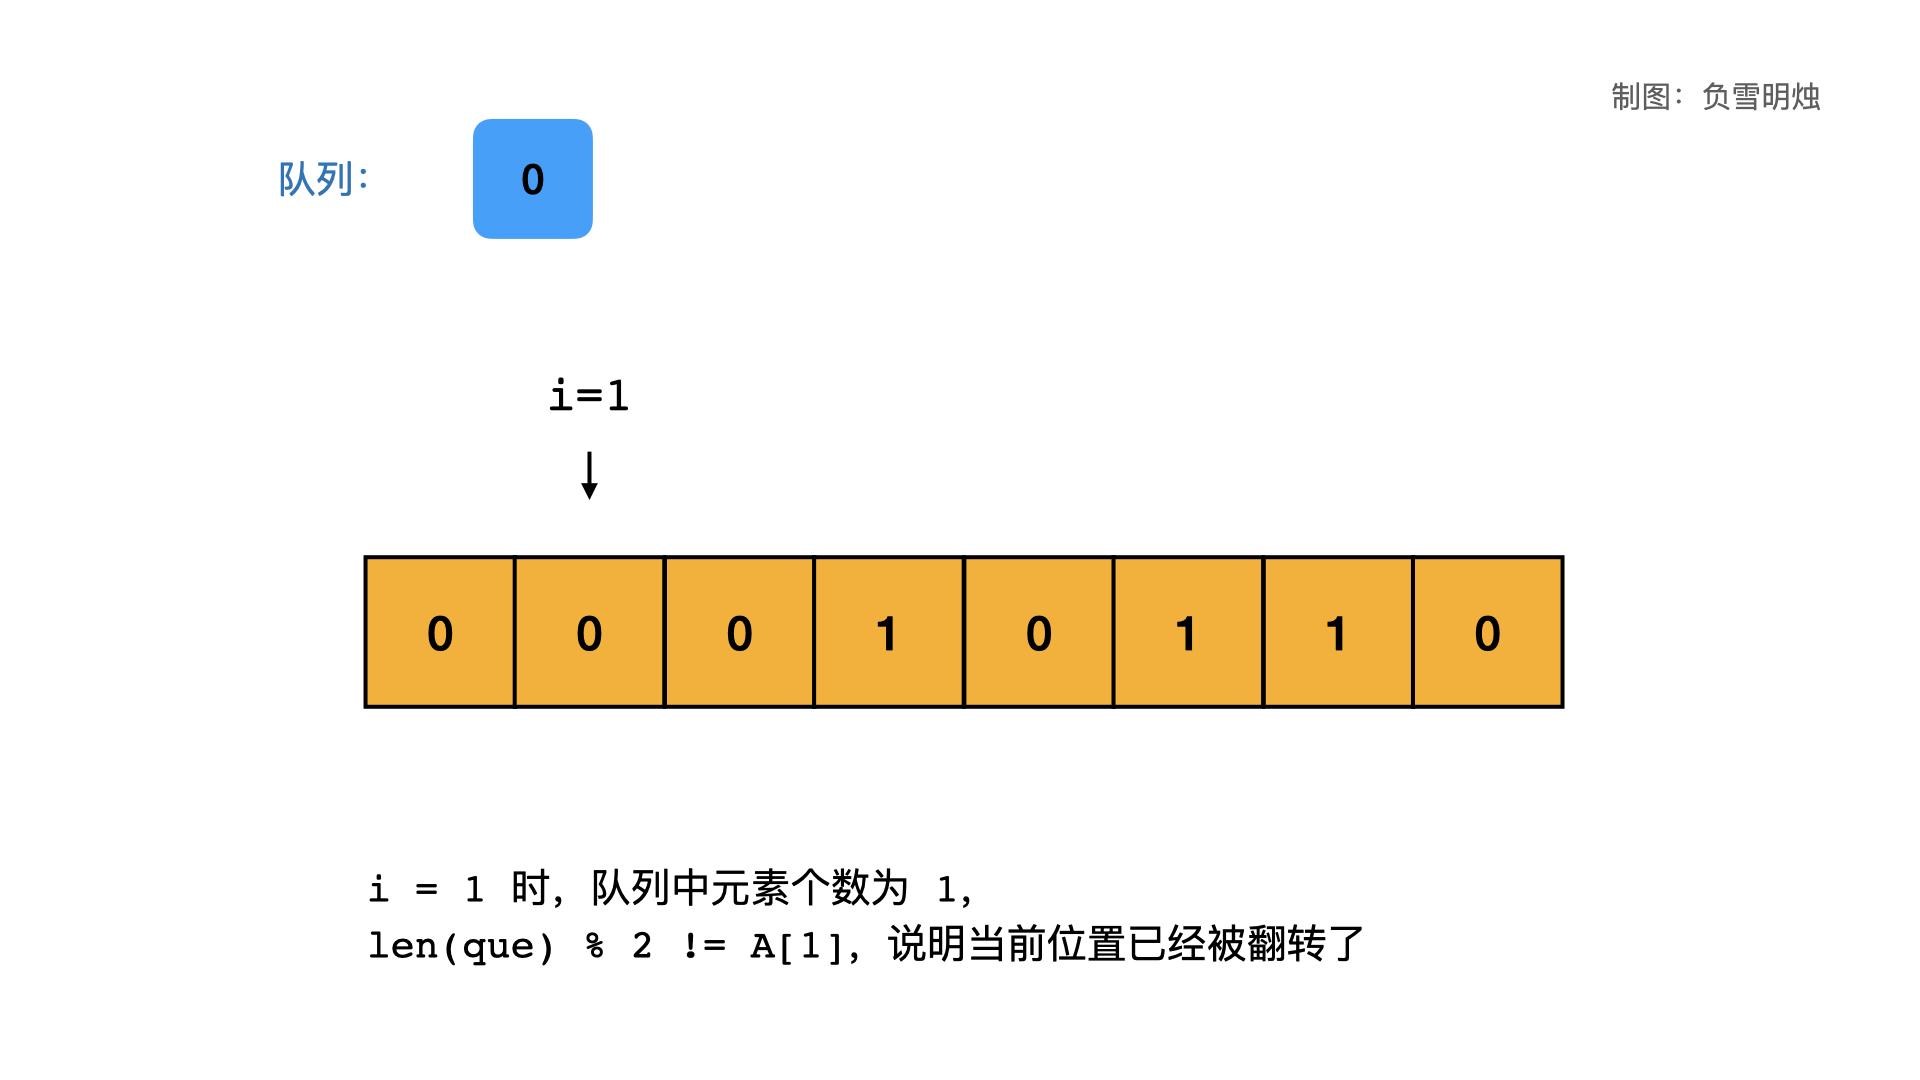 制图：负雪明烛
队列：
0
i=1
0 0 0 1 0 1 1 0
i = 1 时，队列中元素个数为 1，
len(que) % 2 != A[1]，说明当前位置已经被翻转了